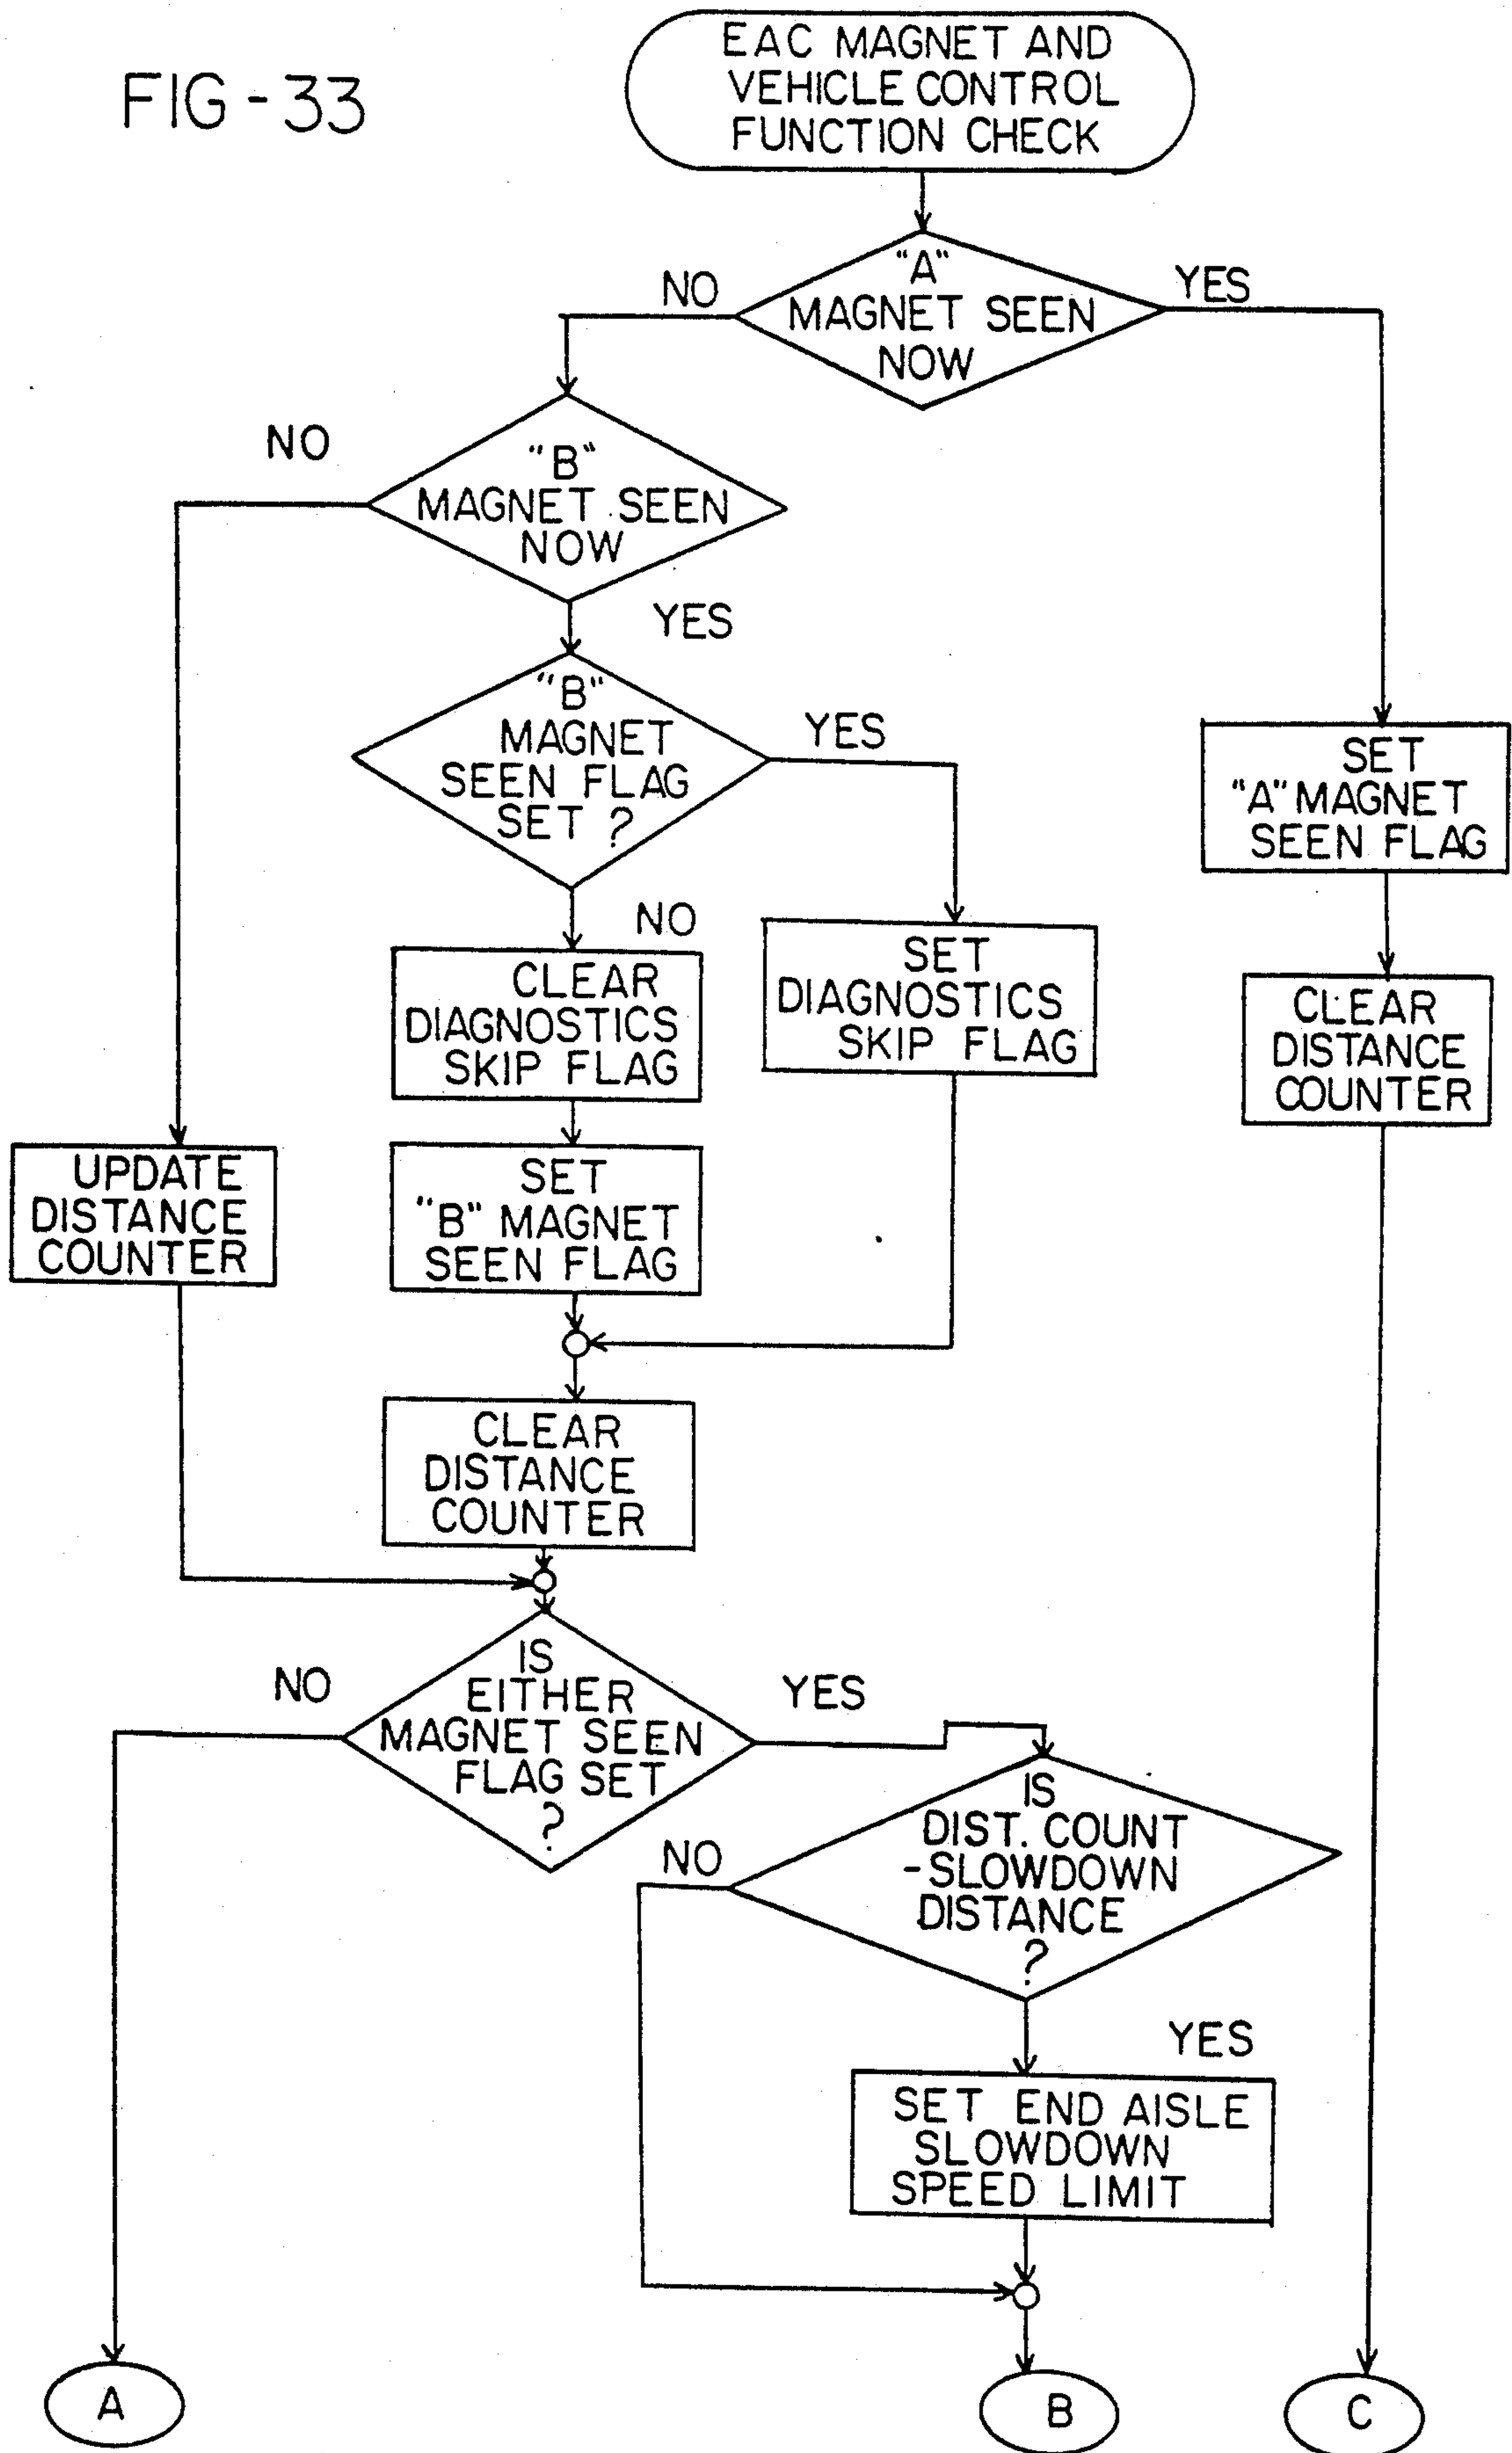 FIG-33
EAC MAGNET AND
VEHICLE CONTROL
FUNCTION CHECK
"A"
MAGNET SEEN
NOW
NO
YES
"B"
MAGNET SEEN
NOW
NO
YES
"B"
MAGNET
SEEN FLAG
SET ?
YES
NO
SET
"A" MAGNET
SEEN FLAG
CLEAR
DIAGNOSTICS
SKIP FLAG
SET
DIAGNOSTICS
SKIP FLAG
CLEAR
DISTANCE
COUNTER
UPDATE
DISTANCE
COUNTER
SET
"B" MAGNET
SEEN FLAG
CLEAR
DISTANCE
COUNTER
IS
EITHER
MAGNET SEEN
FLAG SET
?
NO
YES
IS
DIST. COUNT
-SLOWDOWN
DISTANCE
?
NO
YES
SET END AISLE
SLOWDOWN
SPEED LIMIT
A
B
C